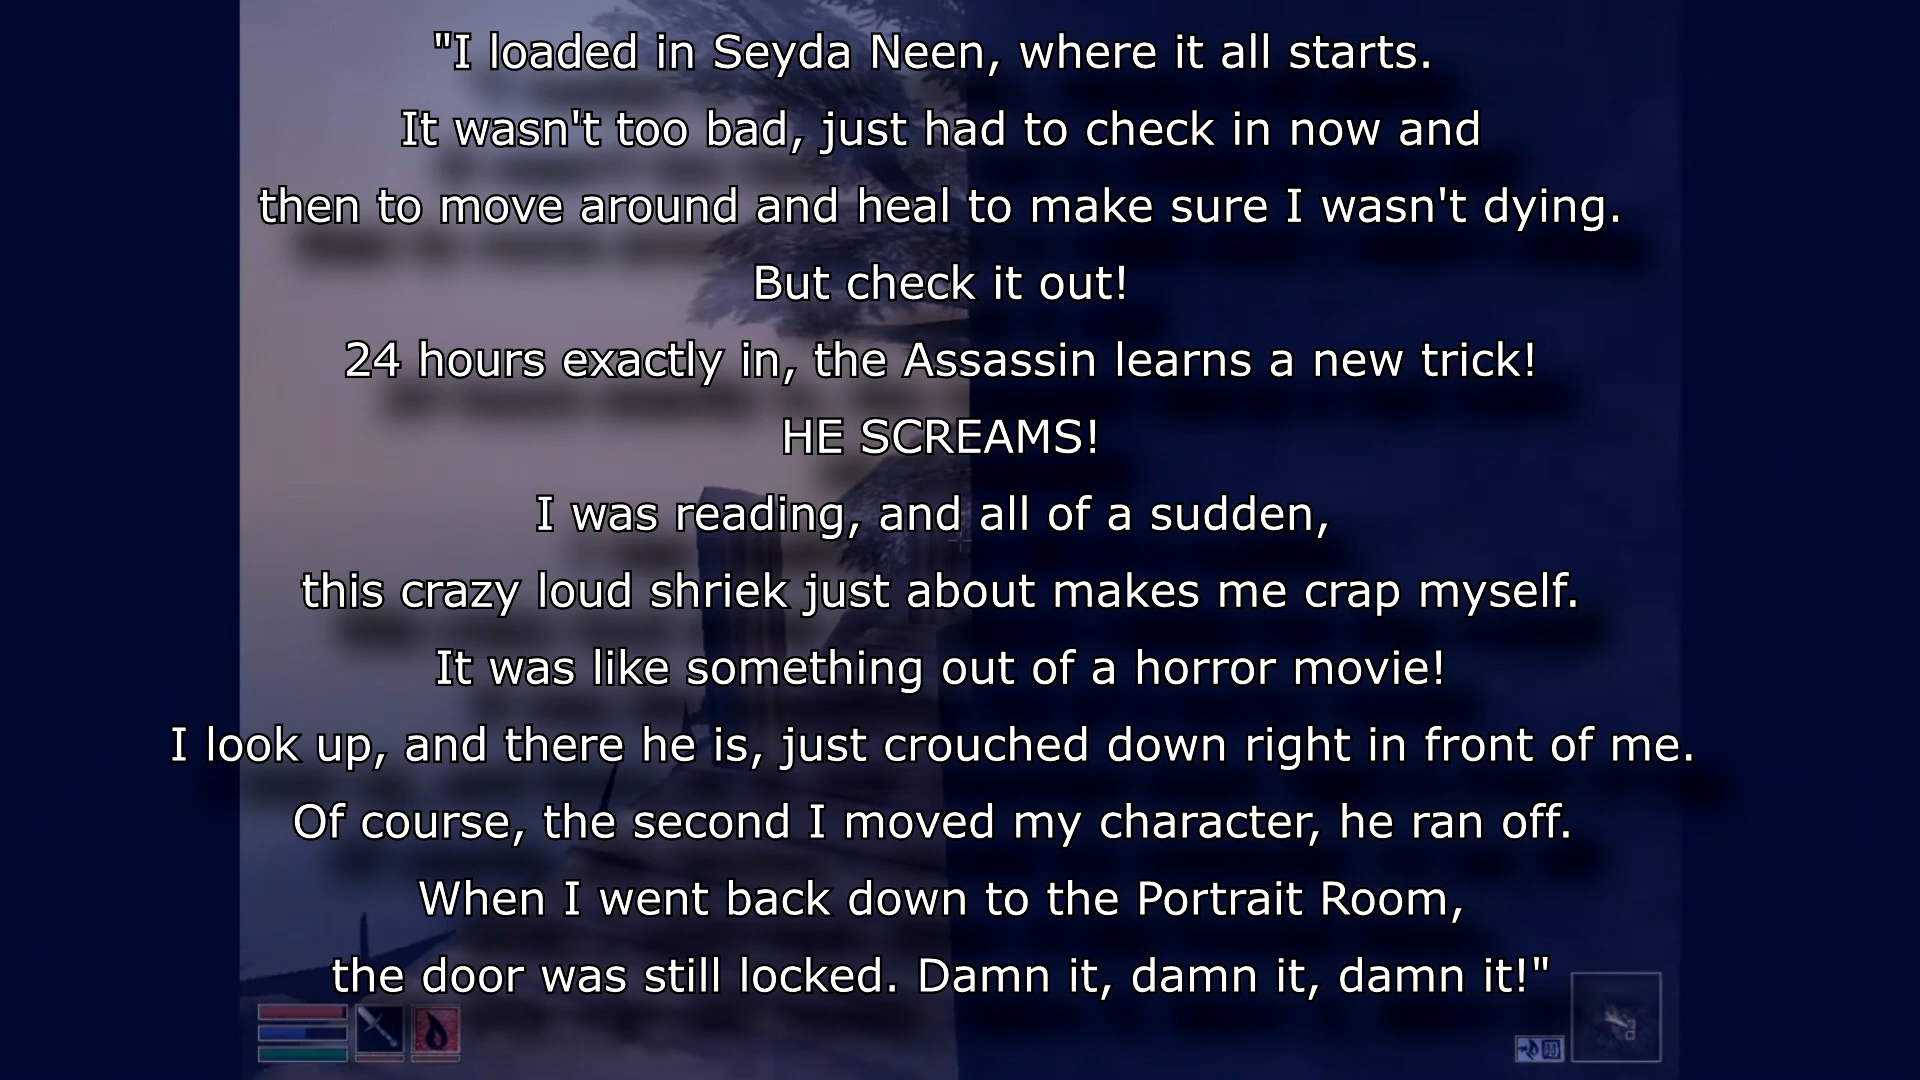 "I loaded in Seyda Neen, where it all starts.
It wasn't too bad, just had to check in now and
then to move around and heal to make sure I wasn't dying.
But check it out!
24 hours exactly in, the Assassin learns a new trick!
HE SCREAMS!
I was reading, and all of a sudden,
this crazy loud shriek just about makes me crap myself.
It was like something out of a horror movie!
I look up, and there he is, just crouched down right in front of me.
Of course, the second I moved my character, he ran off.
When I went back down to the Portrait Room,
the door was still locked. Damn it, damn it, damn it!"